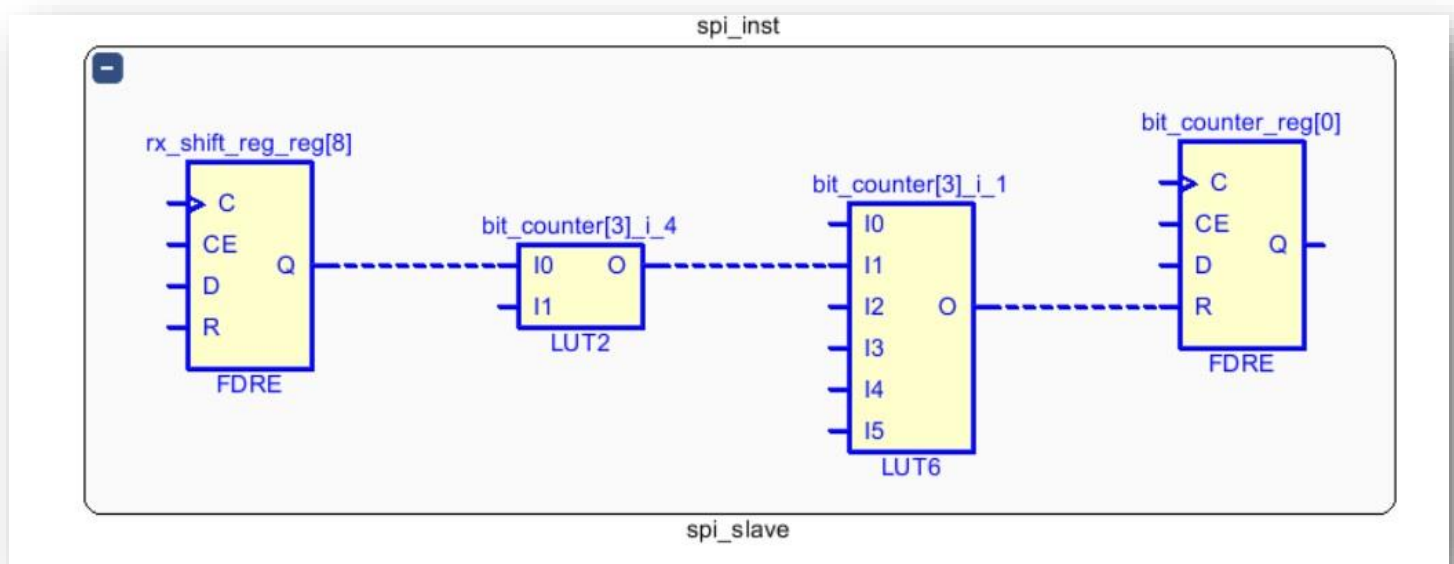 spi_inst
rx_shift_reg_reg[8]
C
CE
Q
D
R
FDRE
bit_counter[3]_i_4
I0 O
I1
LUT2
bit_counter[3]_i_1
I0
I1
I2 O
I3
I4
I5
LUT6
bit_counter_reg[0]
C
CE
Q
D
R
FDRE
spi_slave